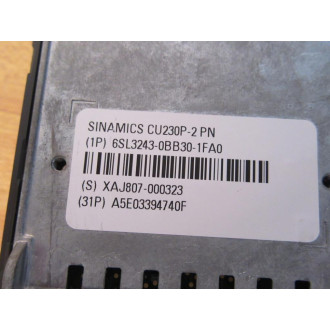 SINAMICS CU230P-2 PN
(1P) 6SL3243-0BB30-1FA0
(S) XAJ807-000323
(31P) A5E03394740F